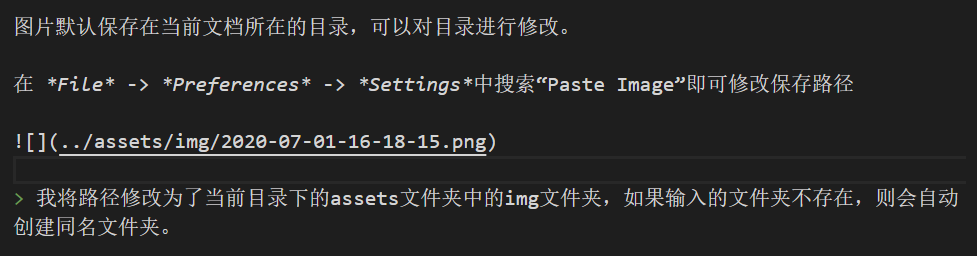 图片默认保存在当前文档所在的目录，可以对目录进行修改。
在 *File* -> *Preferences* -> *Settings*中搜索“Paste Image”即可修改保存路径
![](../assets/img/2020-07-01-16-18-15.png)
> 我将路径修改为了当前目录下的assets文件夹中的img文件夹，如果输入的文件夹不存在，则会自动
创建同名文件夹。